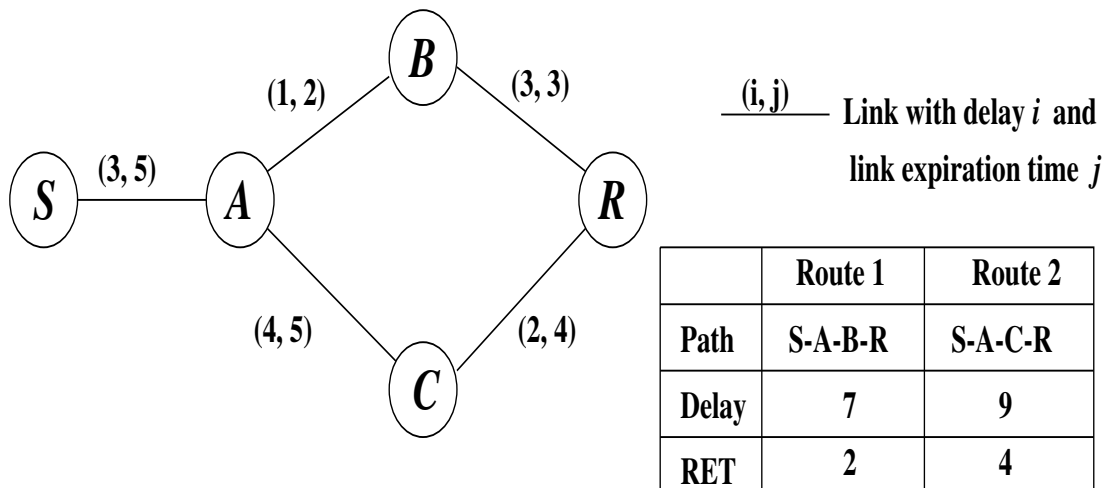 B
(1, 2)
(3, 3)
(i, j)
Link with delay i and
link expiration time j
(3, 5)
S
A
R
(4, 5)
(2, 4)
C
Route 1 Route 2
Path S-A-B-R S-A-C-R
Delay 7 9
RET 2 4